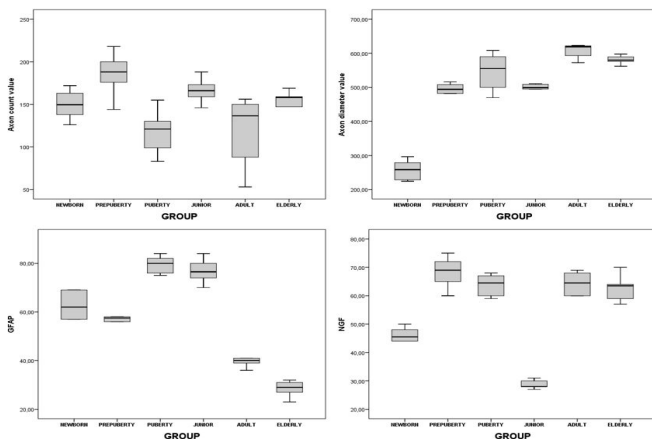 Axon count value
250
200
150
100
50
NEWBORN PREPUBERTY PUBERTY JUNIOR ADULT ELDERLY
GROUP
Axon diameter value
700,00
600,00
500,00
400,00
300,00
200,00
NEWBORN PREPUBERTY PUBERTY JUNIOR ADULT ELDERLY
GROUP
GFAP
80,00
60,00
40,00
20,00
NEWBORN PREPUBERTY PUBERTY JUNIOR ADULT ELDERLY
GROUP
NGF
80,00
70,00
60,00
50,00
40,00
30,00
20,00
NEWBORN PREPUBERTY PUBERTY JUNIOR ADULT ELDERLY
GROUP